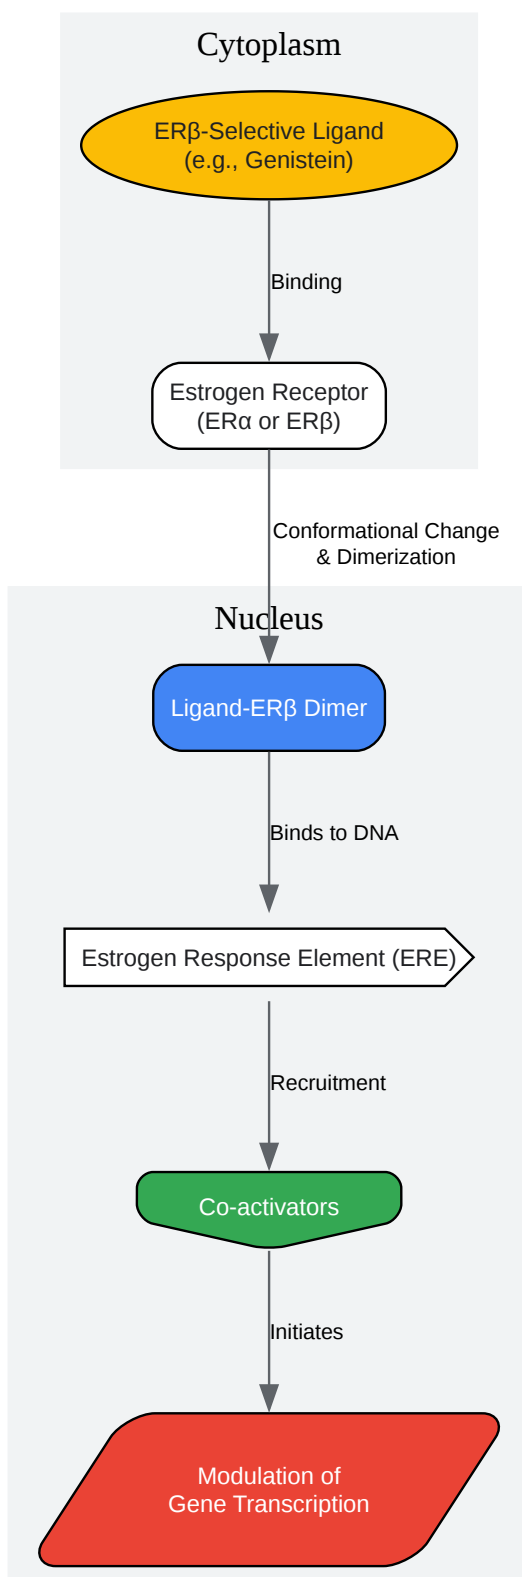 Cytoplasm
ERβ-Selective Ligand
(e.g., Genistein)
Binding
Estrogen Receptor
(ERα or ERβ)
Conformational Change
& Dimerization
Nucleus
Ligand-ERβ Dimer
Binds to DNA
Estrogen Response Element (ERE)
Recruitment
Co-activators
Initiates
Modulation of
Gene Transcription